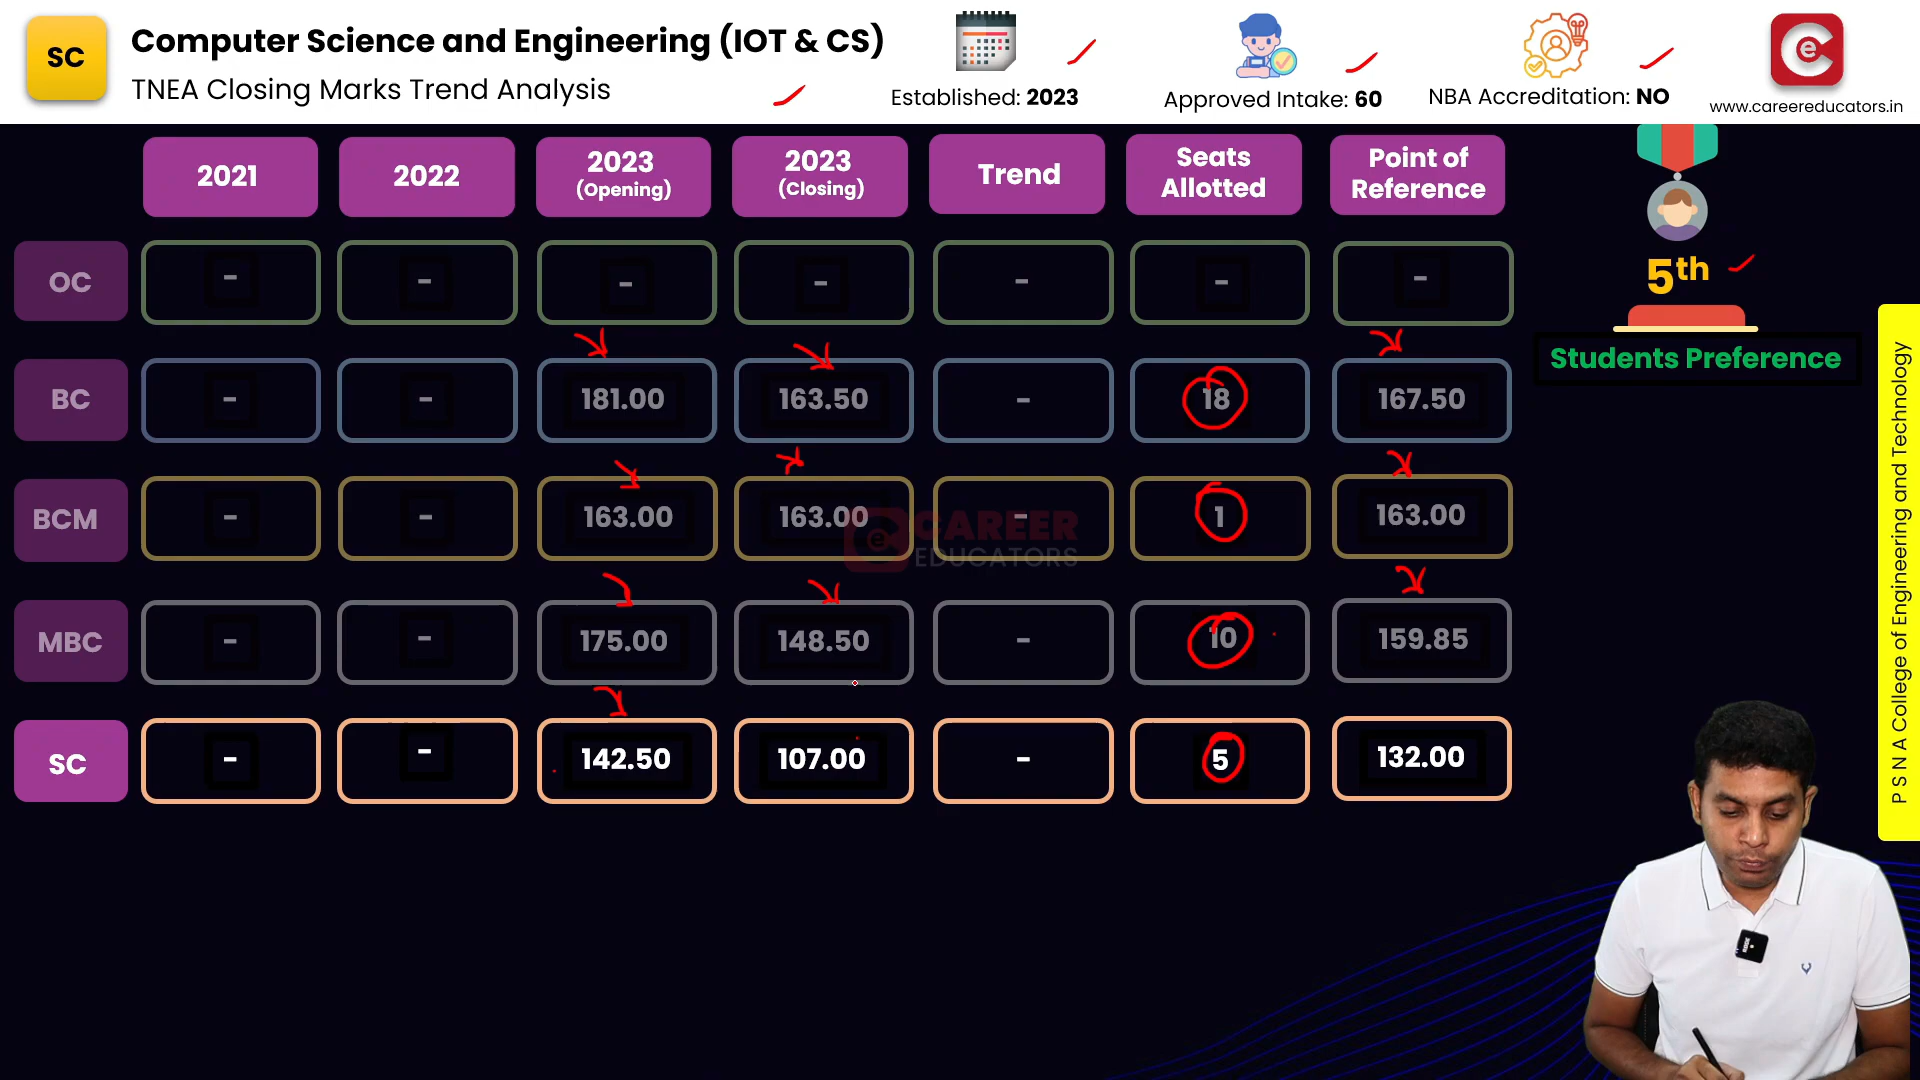 SC
Computer Science and Engineering (IOT & CS)
TNEA Closing Marks Trend Analysis
Established: 2023
Approved Intake: 60
NBA Accreditation: NO
e
www.careereducators.in
2021
2022
2023
(Opening)
2023
(Closing)
Trend
Seats
Allotted
Point of
Reference
OC
-
-
-
-
-
-
-
BC
-
-
181.00
163.50
-
18
167.50
BCM
-
-
163.00
163.00
-
1
163.00
MBC
-
-
175.00
148.50
-
10
159.85
SC
-
-
142.50
107.00
-
5
132.00
e CAREER
EDUCATORS
5th
Students Preference
P S N A College of Engineering and Technology